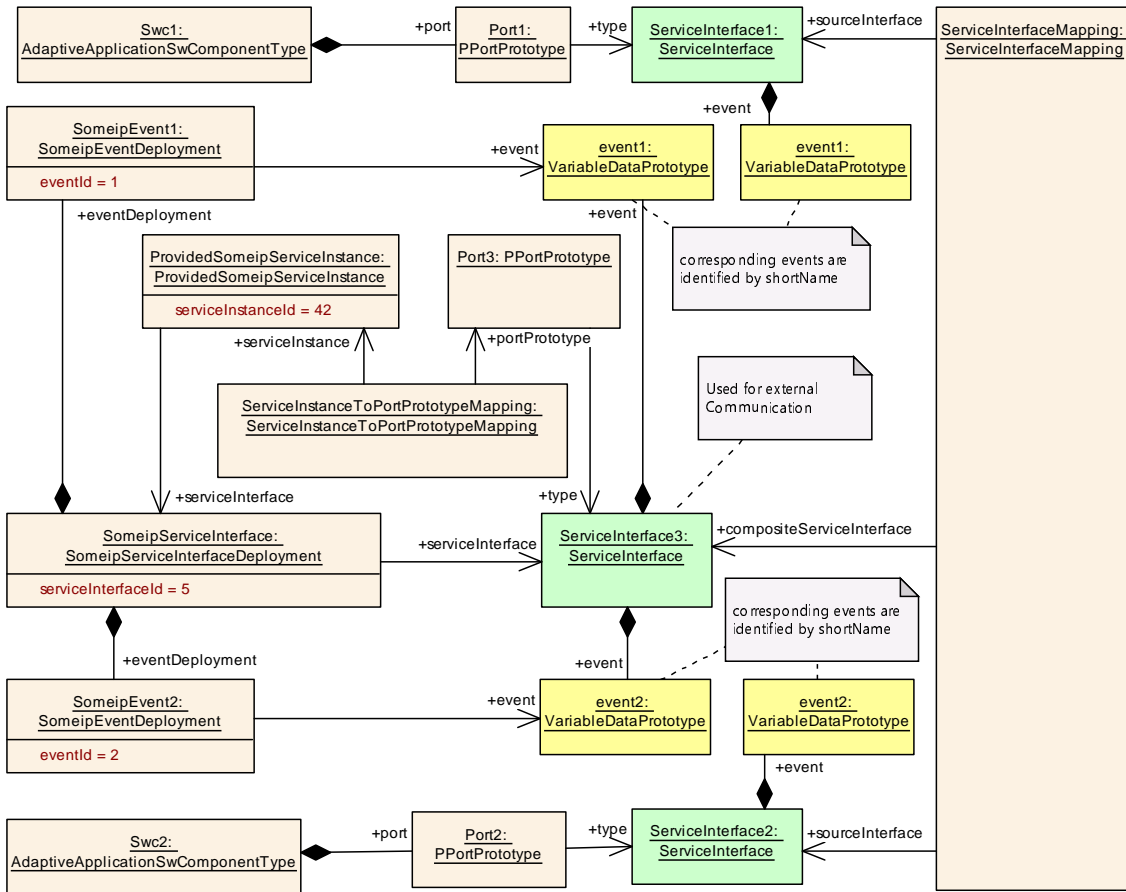 Swc1:
AdaptiveApplicationSwComponentType
+port
Port1:
PPortPrototype
+type
ServiceInterface1:
ServiceInterface
+sourceInterface
ServiceInterfaceMapping:
ServiceInterfaceMapping
+event
SomeipEvent1:
SomeipEventDeployment
eventId = 1
+event
event1:
VariableDataPrototype
event1:
VariableDataPrototype
+eventDeployment
+event
corresponding events are
identified by shortName
ProvidedSomeipServiceInstance:
ProvidedSomeipServiceInstance
serviceInstanceId = 42
Port3: PPortPrototype
+serviceInstance
+portPrototype
ServiceInstanceToPortPrototypeMapping:
ServiceInstanceToPortPrototypeMapping
Used for external
Communication
+serviceInterface
+type
SomeipServiceInterface:
SomeipServiceInterfaceDeployment
serviceInterfaceId = 5
+serviceInterface
ServiceInterface3:
ServiceInterface
+compositeServiceInterface
corresponding events are
identified by shortName
+eventDeployment
+event
SomeipEvent2:
SomeipEventDeployment
eventId = 2
+event
event2:
VariableDataPrototype
event2:
VariableDataPrototype
+event
Swc2:
AdaptiveApplicationSwComponentType
+port
Port2:
PPortPrototype
+type
ServiceInterface2:
ServiceInterface
+sourceInterface